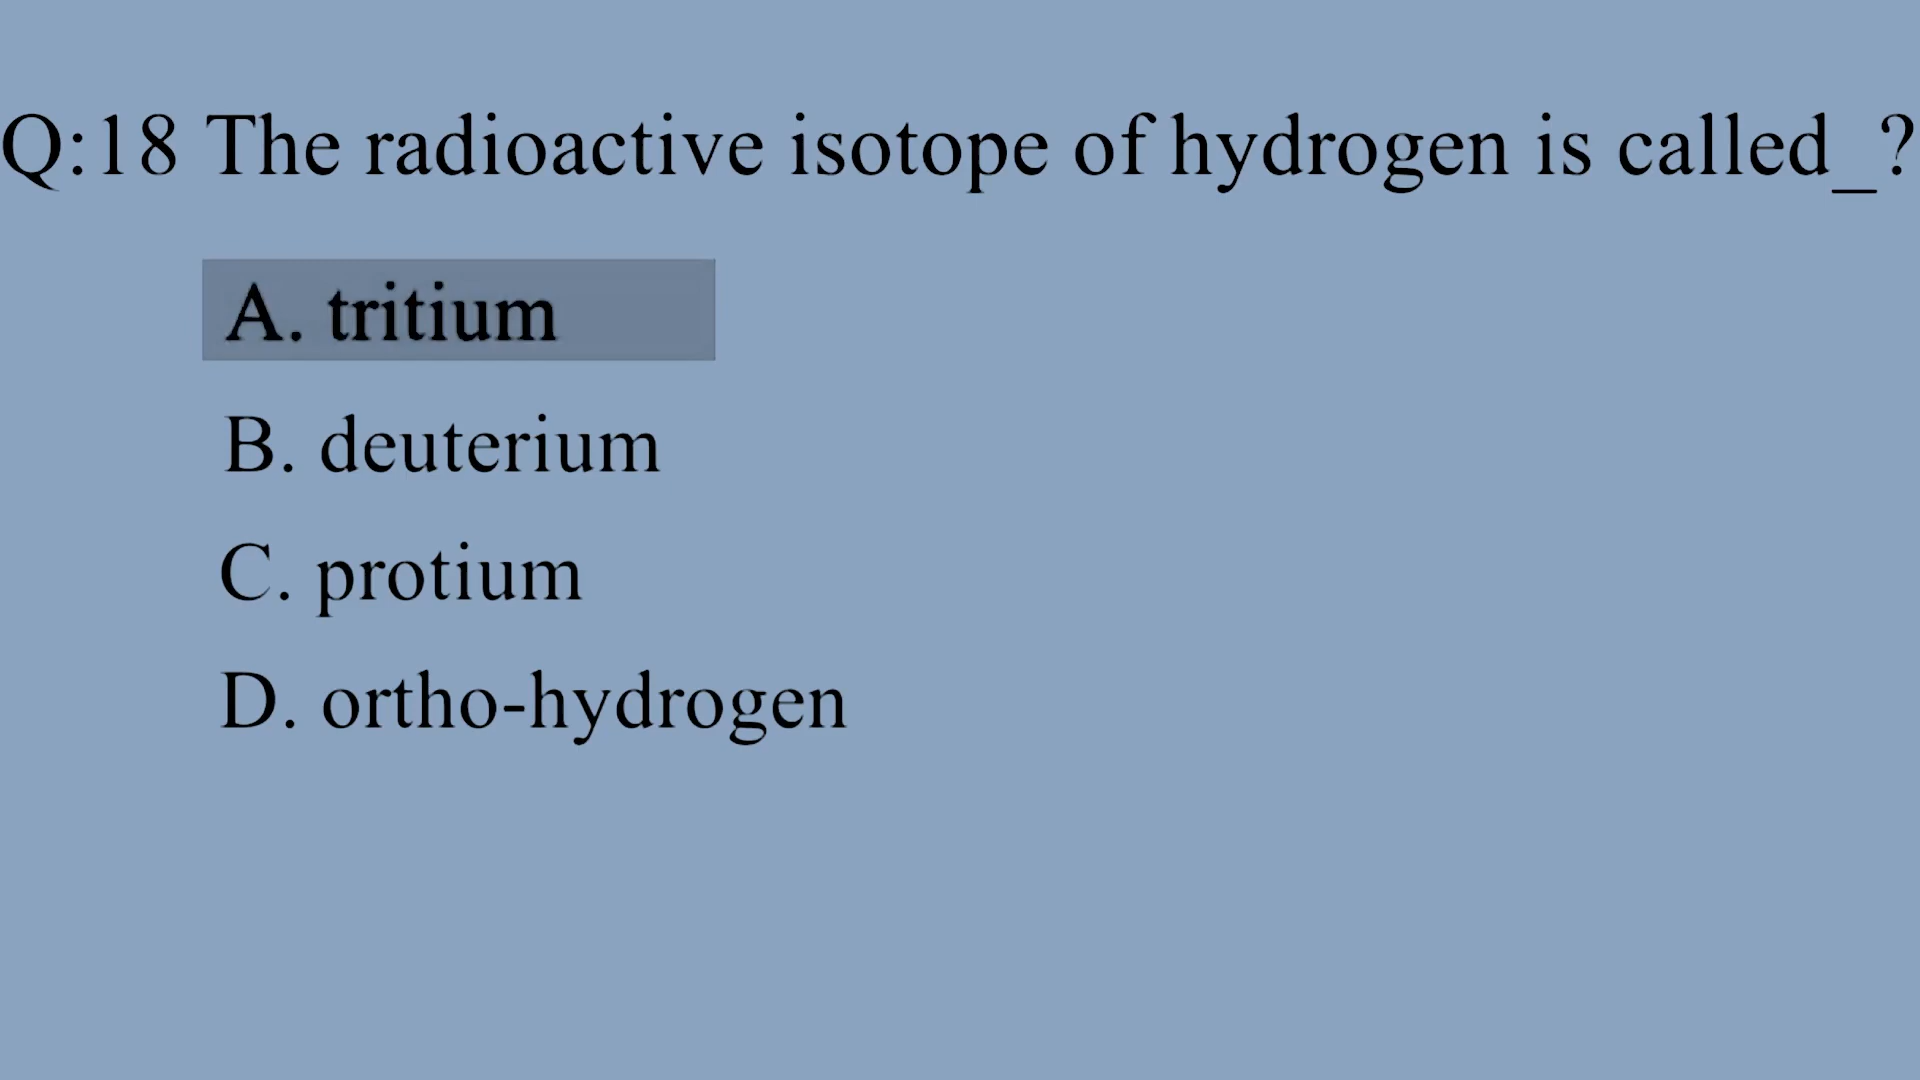 Q:18 The radioactive isotope of hydrogen is called_?
A. tritium
B. deuterium
C. protium
D. ortho-hydrogen